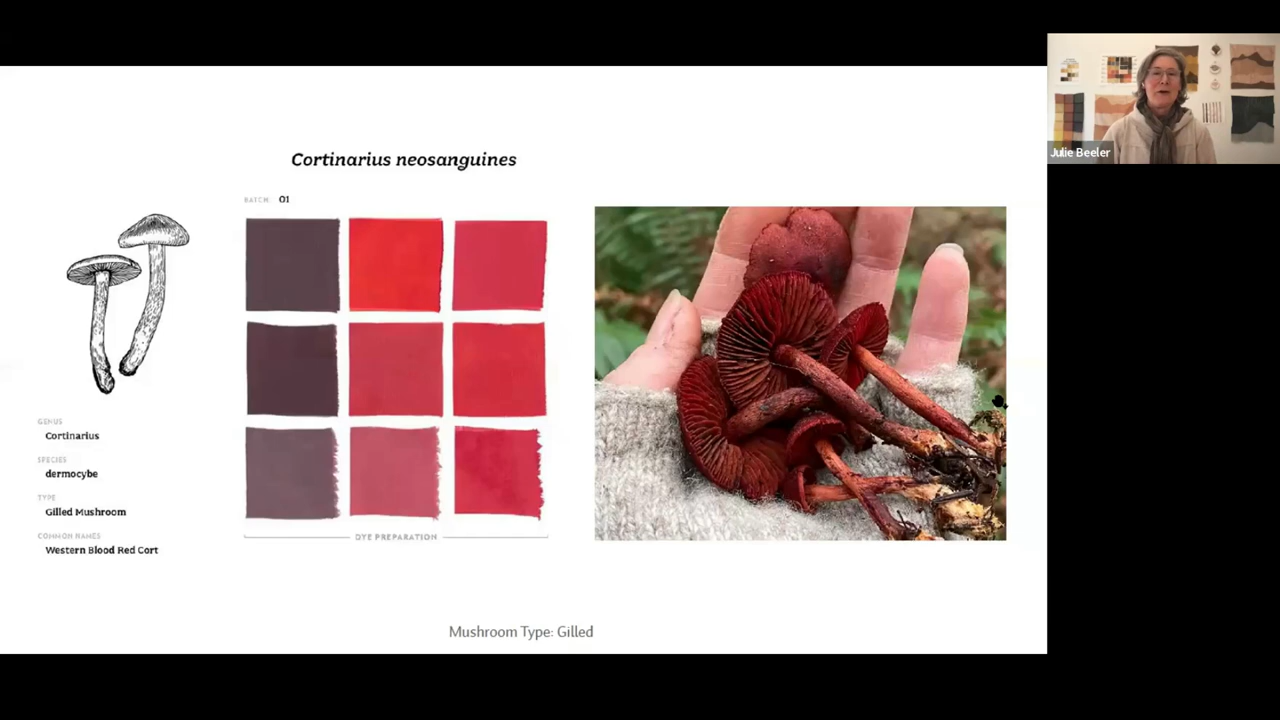 Julie Beeler
Cortinarius neosanguines
BATCH 01
GENUS
Cortinarius
SPECIES
dermocybe
TYPE
Gilled Mushroom
COMMON NAMES
Western Blood Red Cort
DYE PREPARATION
Mushroom Type: Gilled